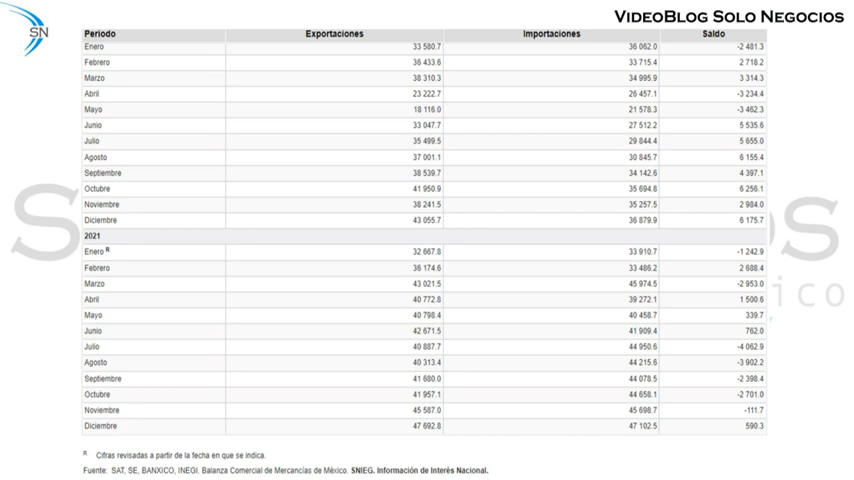 SN
VideoBlog Solo Negocios
Periodo Exportaciones Importaciones Saldo
Enero 33 580.7 36 062.0 -2 481.3
Febrero 36 433.6 33 715.4 2 718.2
Marzo 38 310.3 34 995.9 3 314.3
Abril 23 222.7 26 457.1 -3 234.4
Mayo 18 116.0 21 578.3 -3 462.3
Junio 33 047.7 27 512.2 5 535.6
Julio 35 499.5 29 844.4 5 655.0
Agosto 37 001.1 30 845.7 6 155.4
Septiembre 38 539.7 34 142.6 4 397.1
Octubre 41 950.9 35 694.8 6 256.1
Noviembre 38 241.5 35 257.5 2 984.0
Diciembre 43 055.7 36 879.9 6 175.7
2021
Enero R 32 667.8 33 910.7 -1 242.9
Febrero 36 174.6 33 486.2 2 688.4
Marzo 43 021.5 45 974.5 -2 953.0
Abril 40 772.8 39 272.1 1 500.6
Mayo 40 798.4 40 458.7 339.7
Junio 42 671.5 41 909.4 762.0
Julio 40 887.7 44 950.6 -4 062.9
Agosto 40 313.4 44 215.6 -3 902.2
Septiembre 41 680.0 44 078.5 -2 398.4
Octubre 41 957.1 44 658.1 -2 701.0
Noviembre 45 587.0 45 698.7 -111.7
Diciembre 47 692.8 47 102.5 590.3
R Cifras revisadas a partir de la fecha en que se indica.
Fuente: SAT, SE, BANXICO, INEGI. Balanza Comercial de Mercancías de México. SNIEG. Información de Interés Nacional.